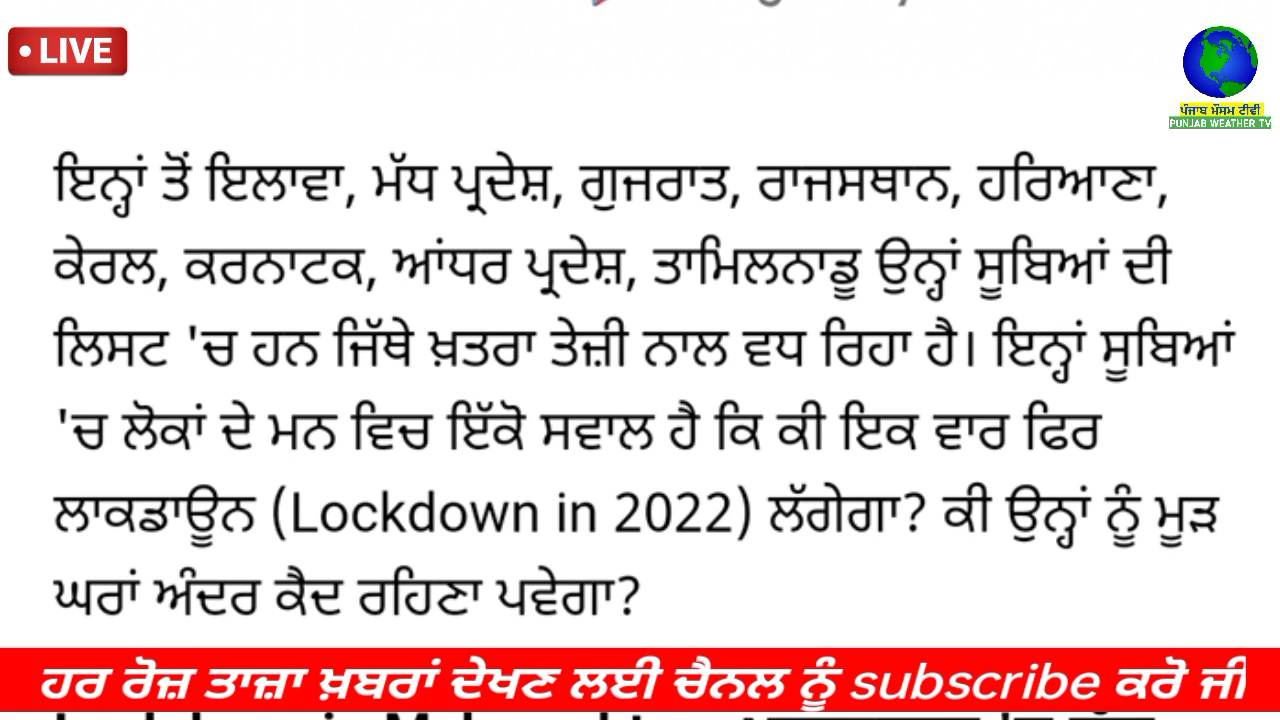 LIVE
ਪੰਜਾਬ ਮੌਸਮ ਟੀਵੀ
PUNJAB WEATHER TV
ਇਨ੍ਹਾਂ ਤੋਂ ਇਲਾਵਾ, ਮੱਧ ਪ੍ਰਦੇਸ਼, ਗੁਜਰਾਤ, ਰਾਜਸਥਾਨ, ਹਰਿਆਣਾ,
ਕੇਰਲ, ਕਰਨਾਟਕ, ਆਂਧਰ ਪ੍ਰਦੇਸ਼, ਤਾਮਿਲਨਾਡੂ ਉਨ੍ਹਾਂ ਸੂਬਿਆਂ ਦੀ
ਲਿਸਟ 'ਚ ਹਨ ਜਿੱਥੇ ਖ਼ਤਰਾ ਤੇਜ਼ੀ ਨਾਲ ਵਧ ਰਿਹਾ ਹੈ। ਇਨ੍ਹਾਂ ਸੂਬਿਆਂ
'ਚ ਲੋਕਾਂ ਦੇ ਮਨ ਵਿਚ ਇੱਕੋ ਸਵਾਲ ਹੈ ਕਿ ਕੀ ਇਕ ਵਾਰ ਫਿਰ
ਲਾਕਡਾਊਨ (Lockdown in 2022) ਲੱਗੇਗਾ? ਕੀ ਉਨ੍ਹਾਂ ਨੂੰ ਮੁੜ
ਘਰਾਂ ਅੰਦਰ ਕੈਦ ਰਹਿਣਾ ਪਵੇਗਾ?
ਹਰ ਰੋਜ਼ ਤਾਜ਼ਾ ਖ਼ਬਰਾਂ ਦੇਖਣ ਲਈ ਚੈਨਲ ਨੂੰ subscribe ਕਰੋ ਜੀ